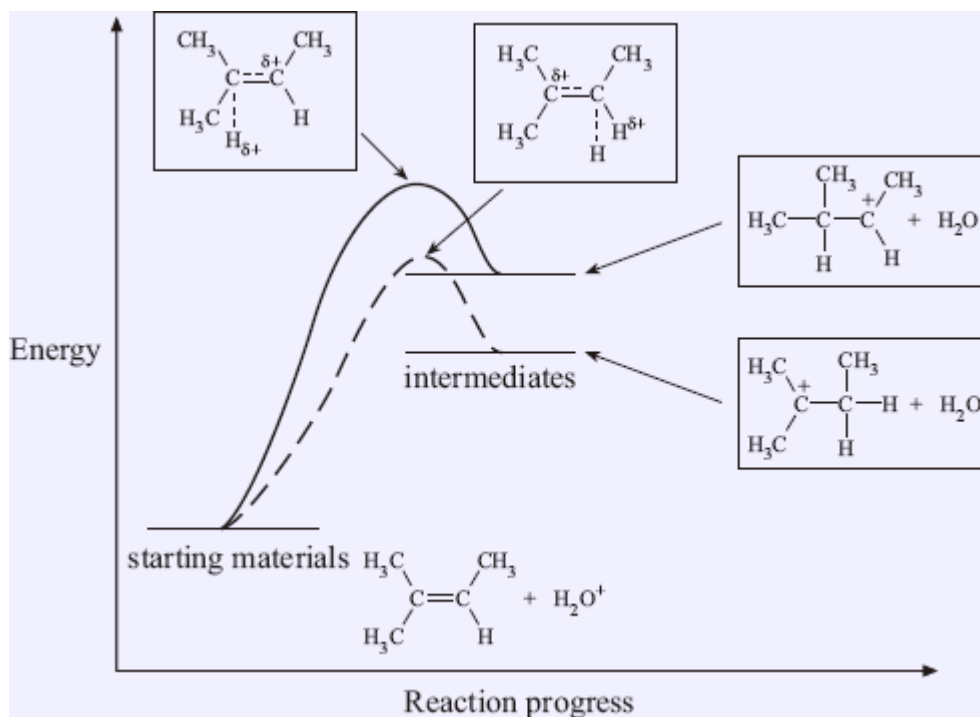 CH₃ CH₃
δ+
C=C
H₃C H
Hδ+
H₃C CH₃
δ+
C=C
H₃C Hδ+
H
CH₃ CH₃
+
H₃C—C—C + H₂O
H H
Energy
intermediates
H₃C CH₃
+
C—C—H + H₂O
H₃C H
starting materials
H₃C CH₃
C=C + H₂O⁺
H₃C H
Reaction progress